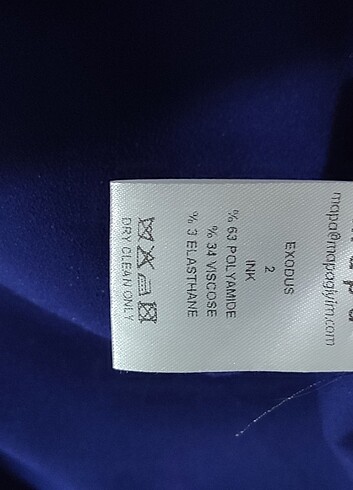 mapa@mapagiyim.com
EXODUS
2
INK
% 63 POLYAMIDE
% 34 VISCOSE
% 3 ELASTHANE
DRY CLEAN ONLY